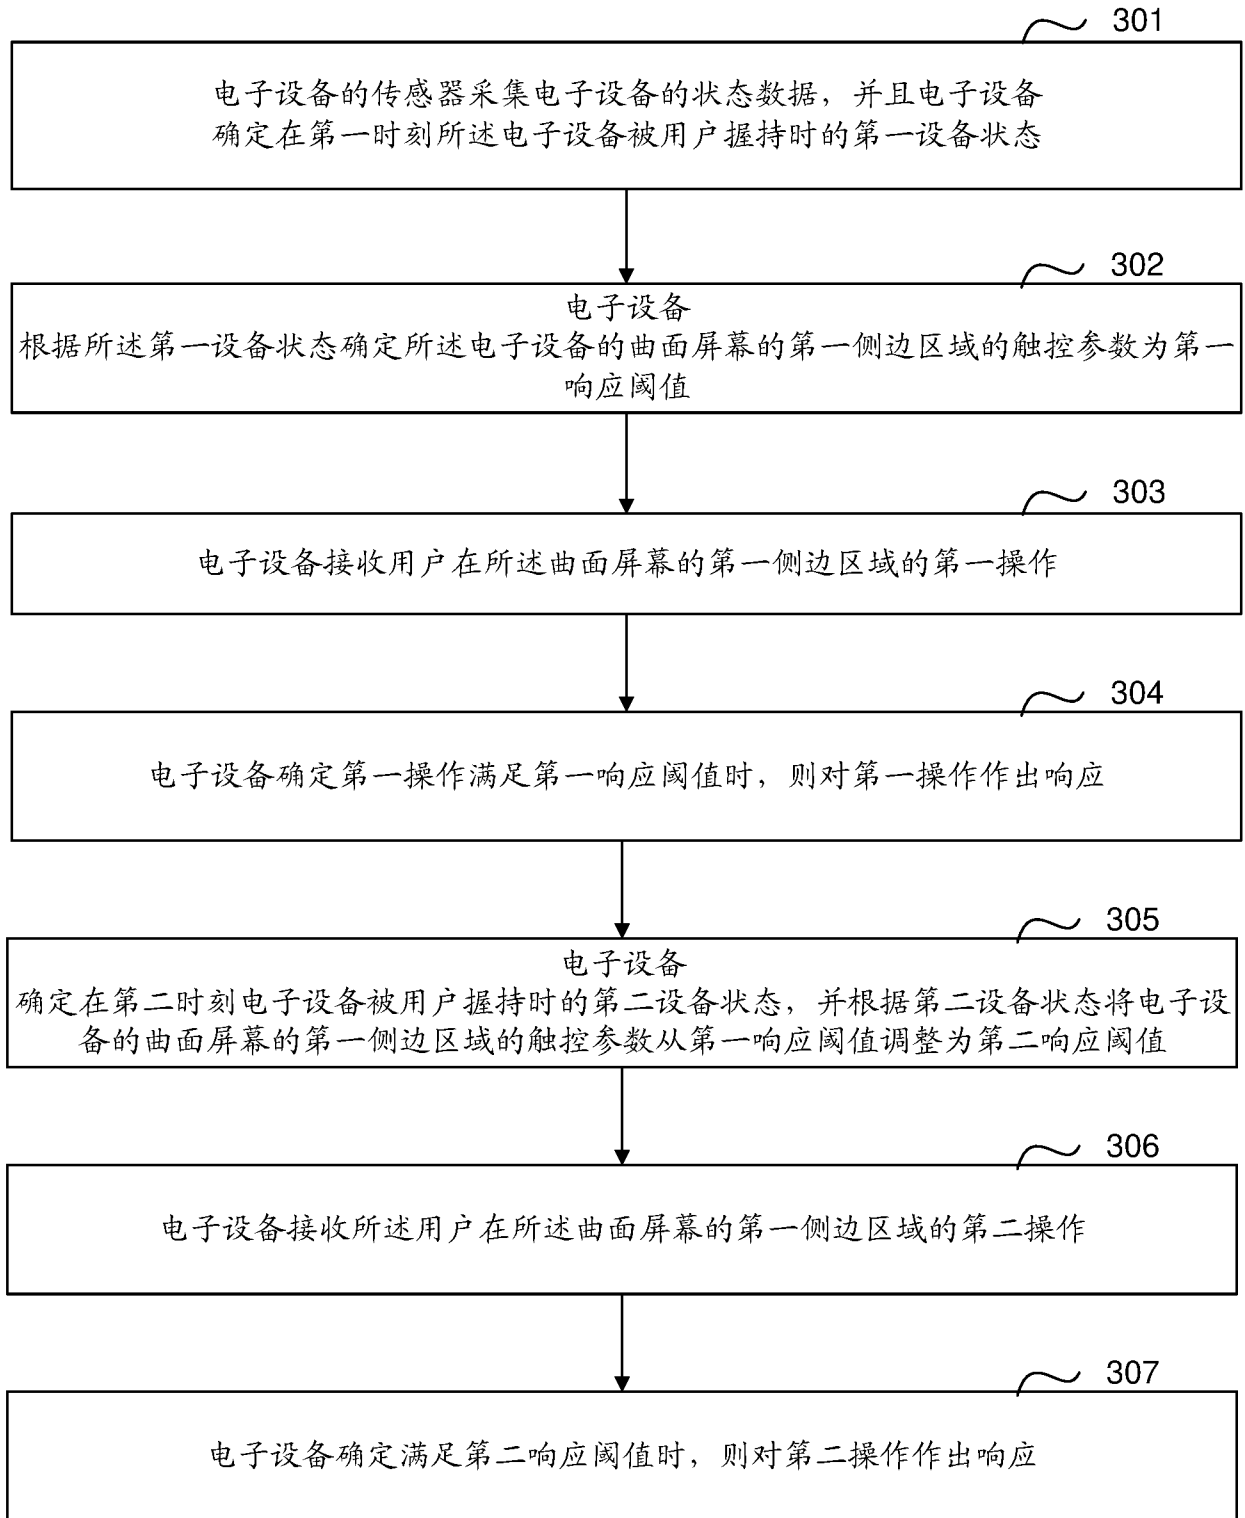 301
电子设备的传感器采集电子设备的状态数据，并且电子设备
确定在第一时刻所述电子设备被用户握持时的第一设备状态
302
电子设备
根据所述第一设备状态确定所述电子设备的曲面屏幕的第一侧边区域的触控参数为第一
响应阈值
303
电子设备接收用户在所述曲面屏幕的第一侧边区域的第一操作
304
电子设备确定第一操作满足第一响应阈值时，则对第一操作作出响应
305
电子设备
确定在第二时刻电子设备被用户握持时的第二设备状态，并根据第二设备状态将电子设
备的曲面屏幕的第一侧边区域的触控参数从第一响应阈值调整为第二响应阈值
306
电子设备接收所述用户在所述曲面屏幕的第一侧边区域的第二操作
307
电子设备确定满足第二响应阈值时，则对第二操作作出响应